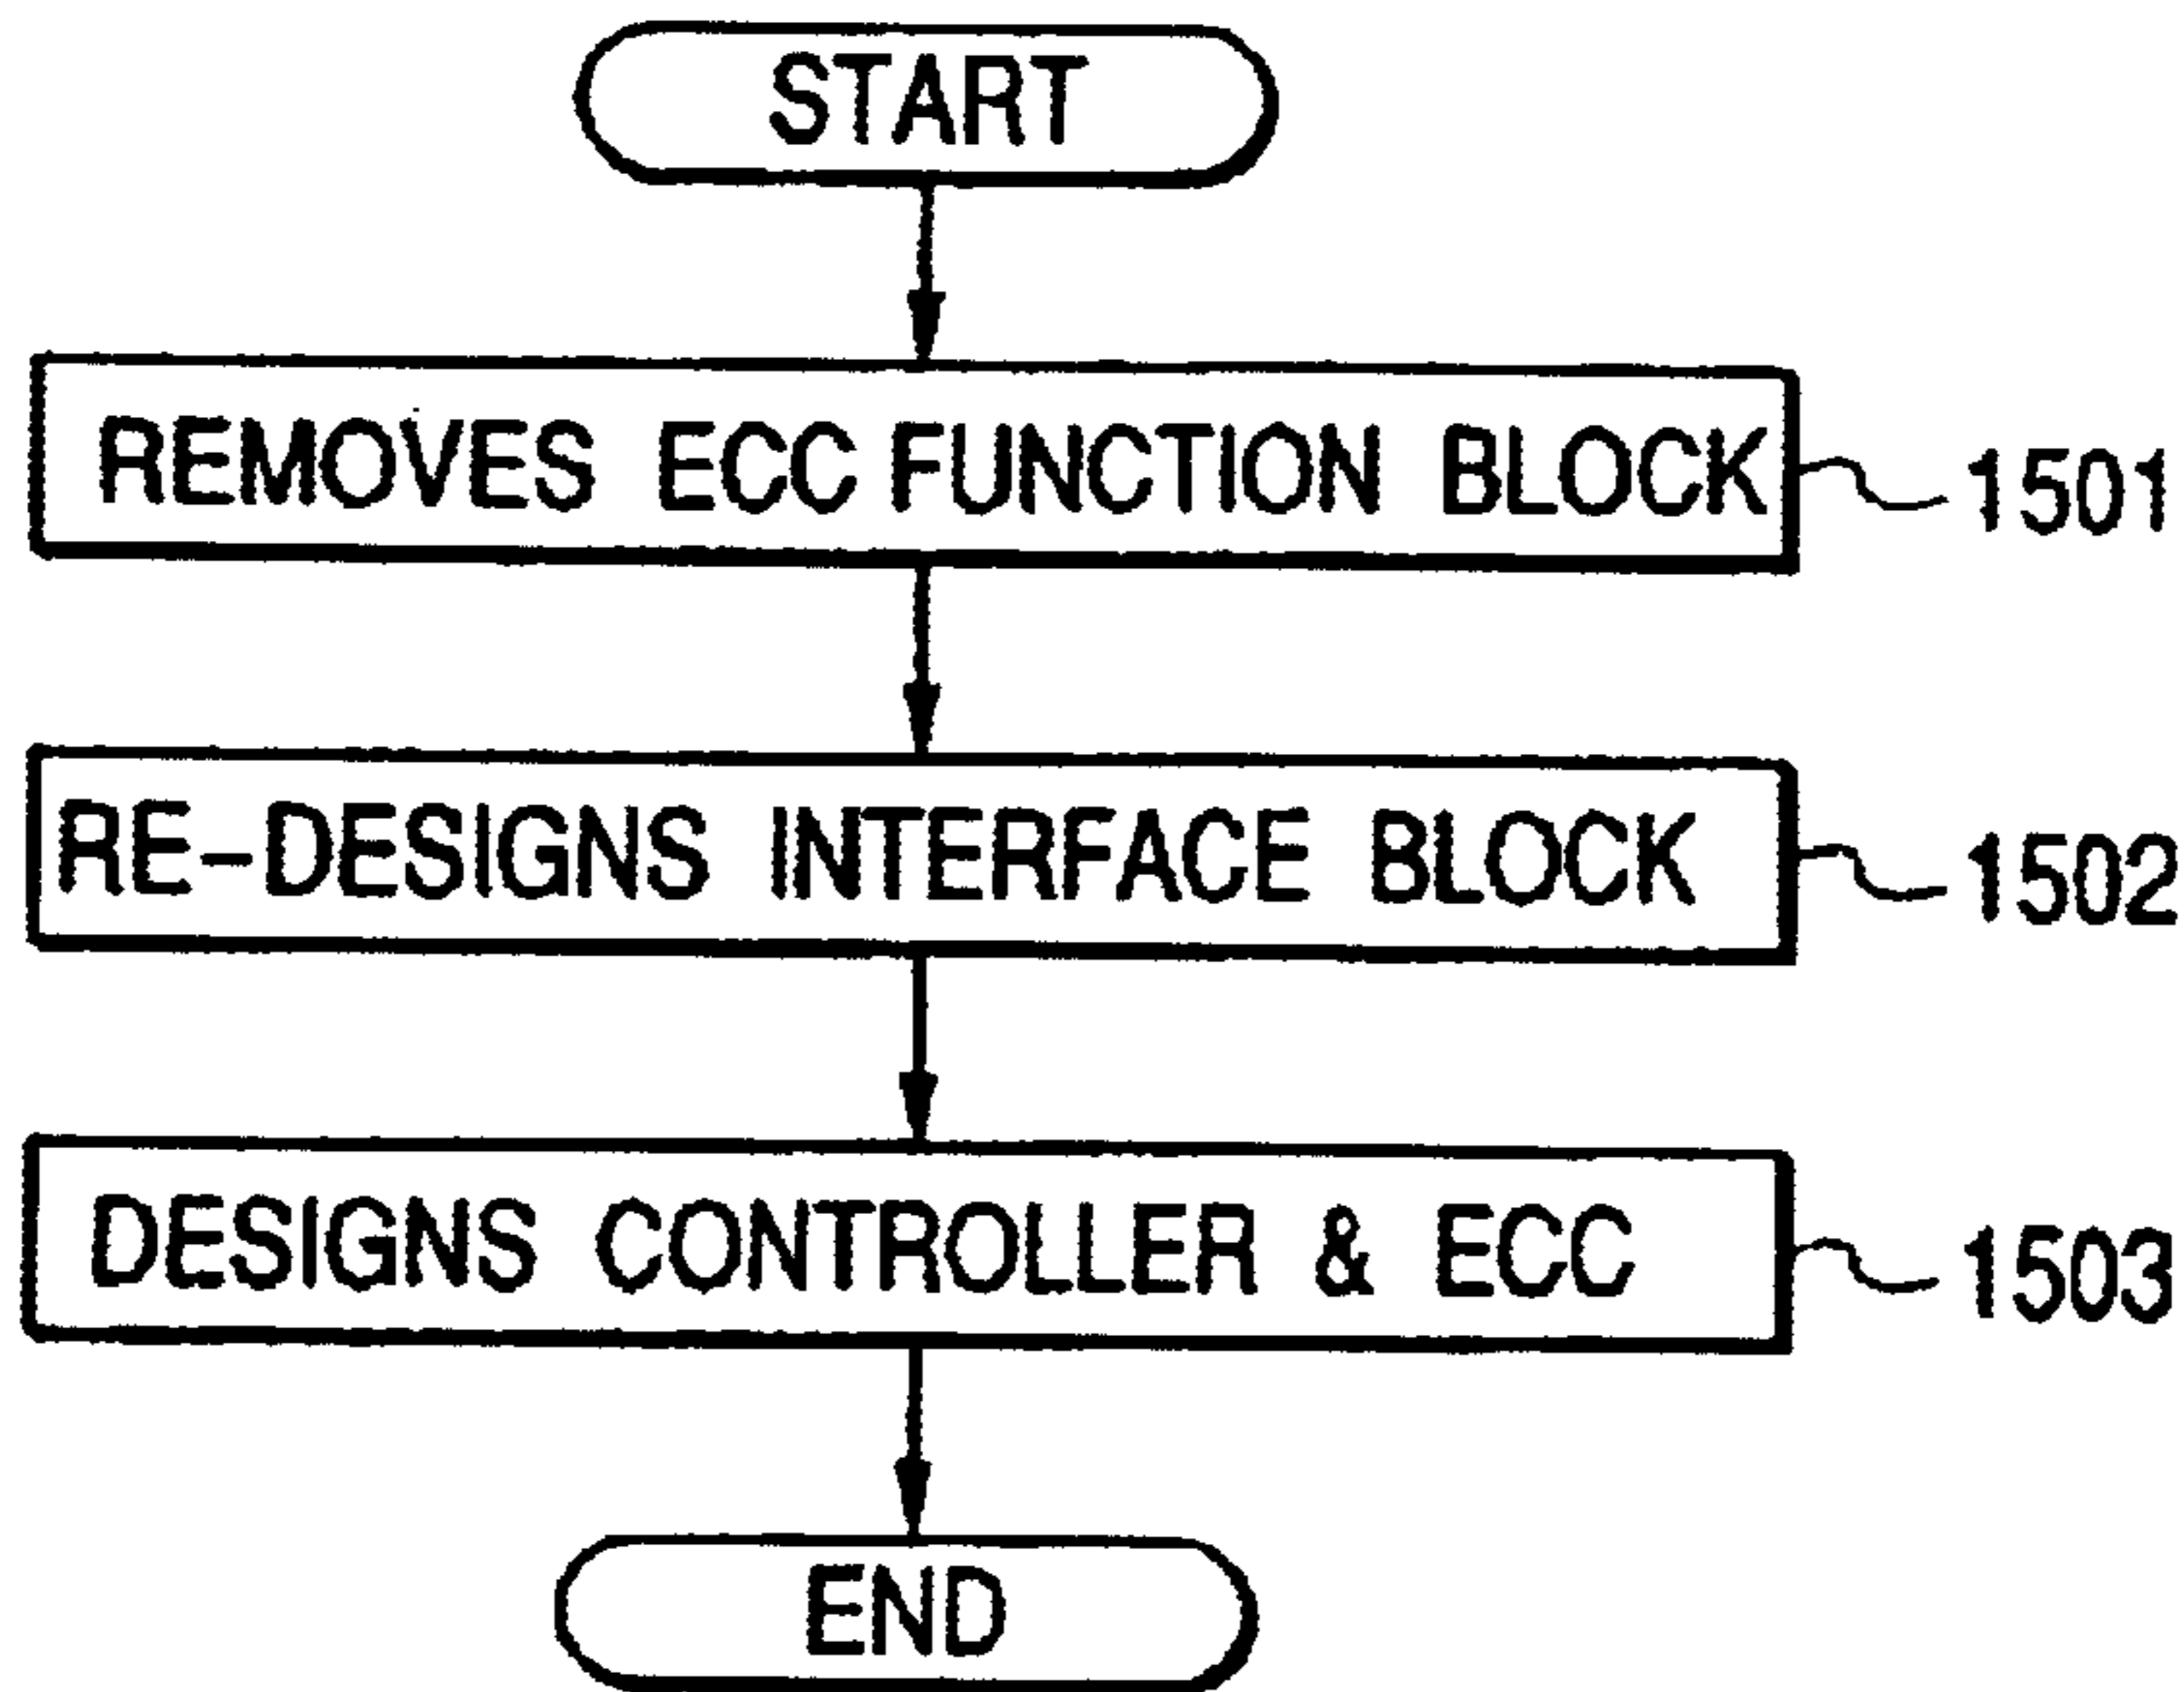 START
REMOVES ECC FUNCTION BLOCK
1501
RE-DESIGNS INTERFACE BLOCK
1502
DESIGNS CONTROLLER & ECC
1503
END